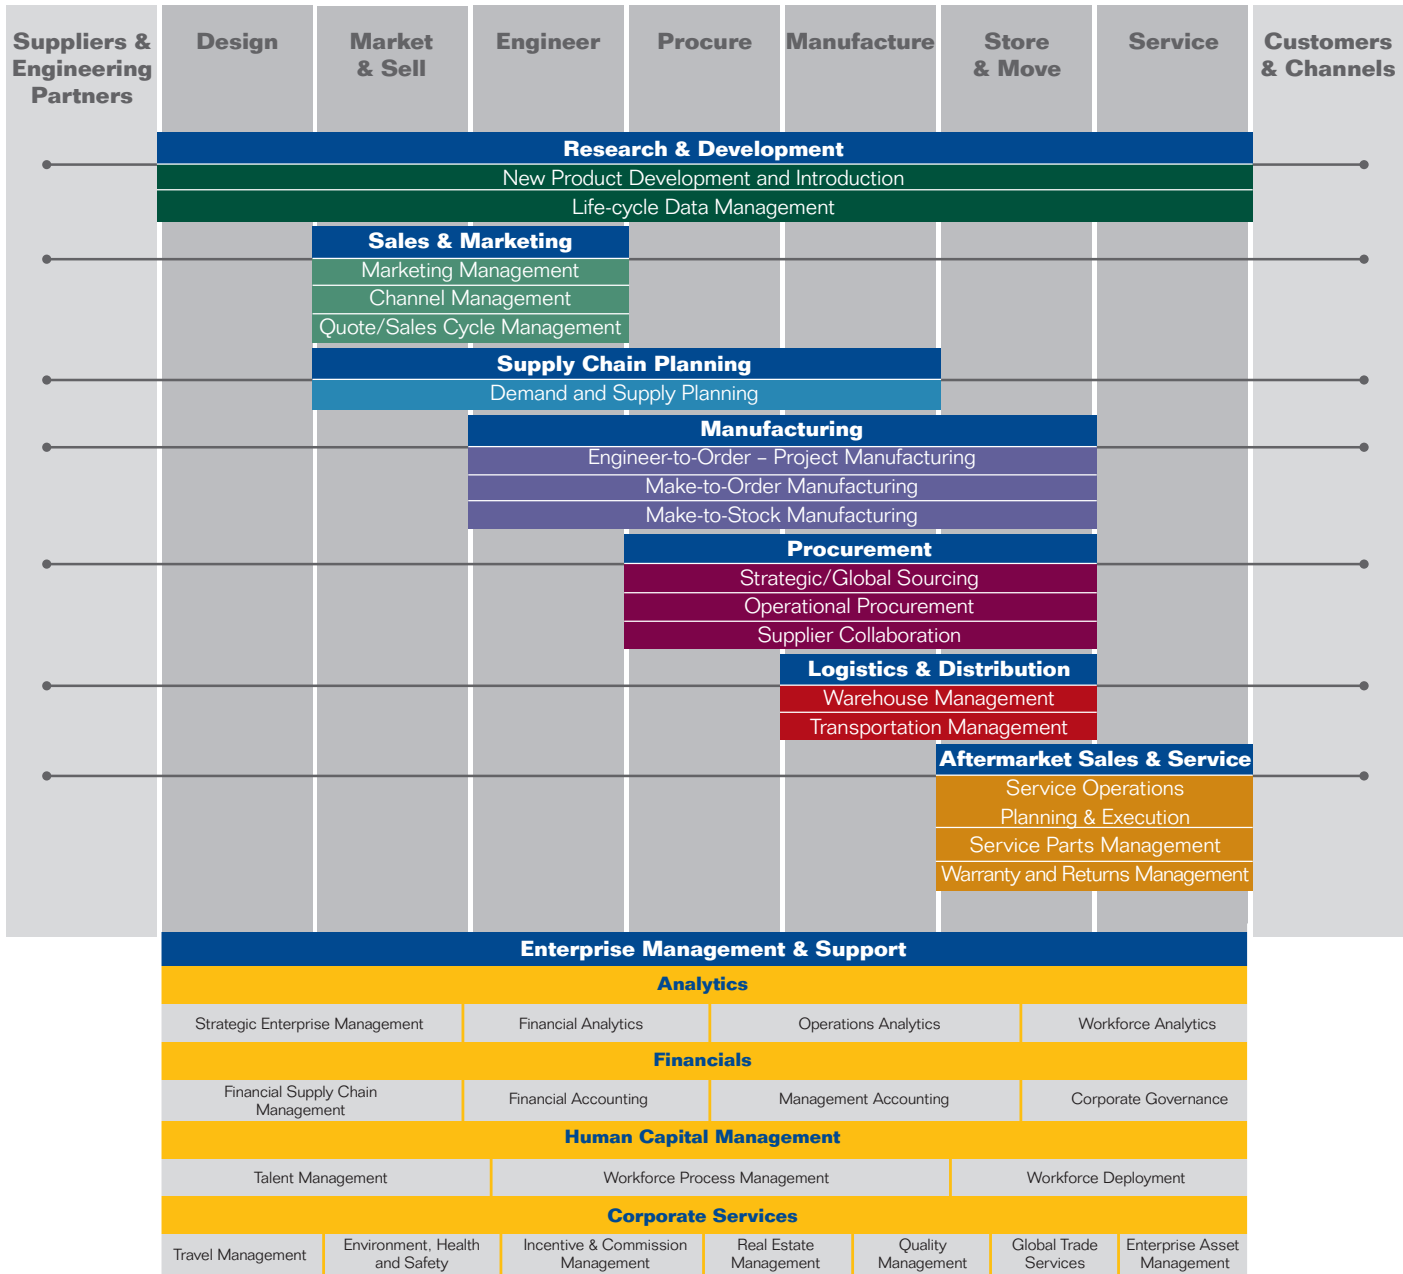 Suppliers &
Engineering
Partners
Design
Market
& Sell
Engineer
Procure
Manufacture
Store
& Move
Service
Customers
& Channels
Research & Development
New Product Development and Introduction
Life-cycle Data Management
Sales & Marketing
Marketing Management
Channel Management
Quote/Sales Cycle Management
Supply Chain Planning
Demand and Supply Planning
Manufacturing
Engineer-to-Order – Project Manufacturing
Make-to-Order Manufacturing
Make-to-Stock Manufacturing
Procurement
Strategic/Global Sourcing
Operational Procurement
Supplier Collaboration
Logistics & Distribution
Warehouse Management
Transportation Management
Aftermarket Sales & Service
Service Operations
Planning & Execution
Service Parts Management
Warranty and Returns Management
Enterprise Management & Support
Analytics
Strategic Enterprise Management
Financial Analytics
Operations Analytics
Workforce Analytics
Financials
Financial Supply Chain
Management
Financial Accounting
Management Accounting
Corporate Governance
Human Capital Management
Talent Management
Workforce Process Management
Workforce Deployment
Corporate Services
Travel Management
Environment, Health
and Safety
Incentive & Commission
Management
Real Estate
Management
Quality
Management
Global Trade
Services
Enterprise Asset
Management